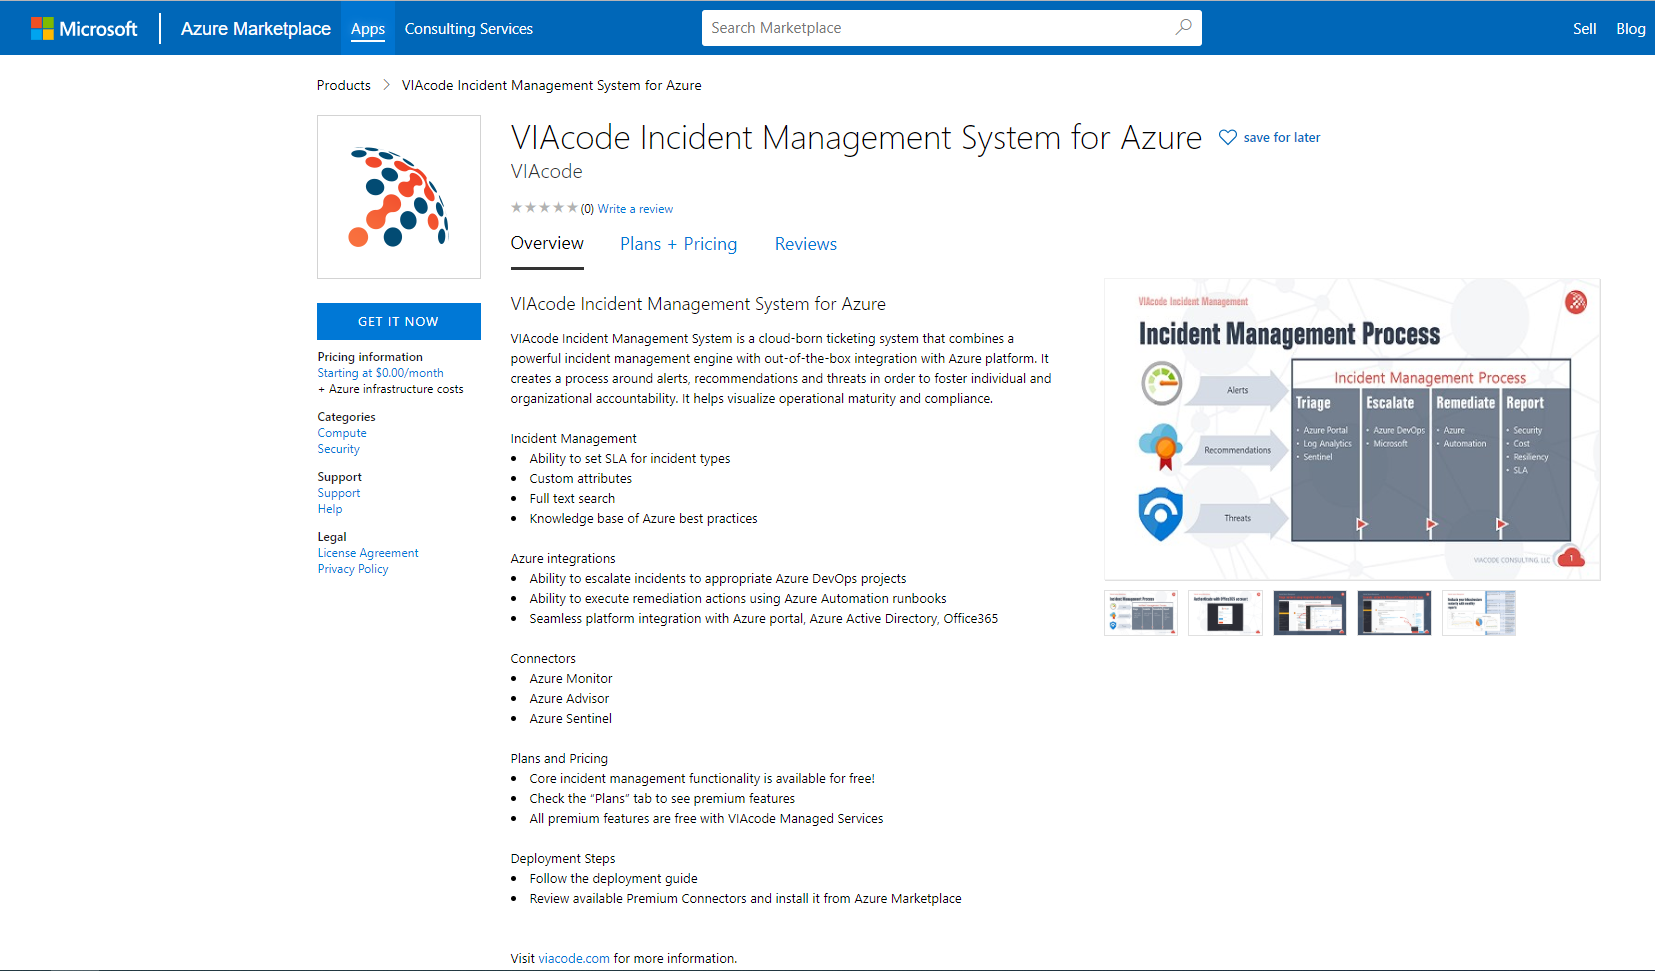 Microsoft
Azure Marketplace
Apps
Consulting Services
Search Marketplace
Sell
Blog
Products
VIAcode Incident Management System for Azure
VIAcode Incident Management System for Azure
save for later
VIAcode
(0) Write a review
Overview
Plans + Pricing
Reviews
GET IT NOW
Pricing information
Starting at $0.00/month
+ Azure infrastructure costs
Categories
Compute
Security
Support
Support
Help
Legal
License Agreement
Privacy Policy
VIAcode Incident Management System for Azure
VIAcode Incident Management System is a cloud-born ticketing system that combines a
powerful incident management engine with out-of-the-box integration with Azure platform. It
creates a process around alerts, recommendations and threats in order to foster individual and
organizational accountability. It helps visualize operational maturity and compliance.
Incident Management
• Ability to set SLA for incident types
• Custom attributes
• Full text search
• Knowledge base of Azure best practices
Azure integrations
• Ability to escalate incidents to appropriate Azure DevOps projects
• Ability to execute remediation actions using Azure Automation runbooks
• Seamless platform integration with Azure portal, Azure Active Directory, Office365
Connectors
• Azure Monitor
• Azure Advisor
• Azure Sentinel
Plans and Pricing
• Core incident management functionality is available for free!
• Check the “Plans” tab to see premium features
• All premium features are free with VIAcode Managed Services
Deployment Steps
• Follow the deployment guide
• Review available Premium Connectors and install it from Azure Marketplace
Visit viacode.com for more information.
VIAcode Incident Management
Incident Management Process
Incident Management Process
Alerts
Recommendations
Threats
Triage
• Azure Portal
• Log Analytics
• Sentinel
Escalate
• Azure DevOps
• Microsoft
Remediate
• Azure
• Automation
Report
• Security
• Cost
• Resiliency
• SLA
VIACODE CONSULTING, LLC
1
Incident Management Process
Authenticate with Office365 account